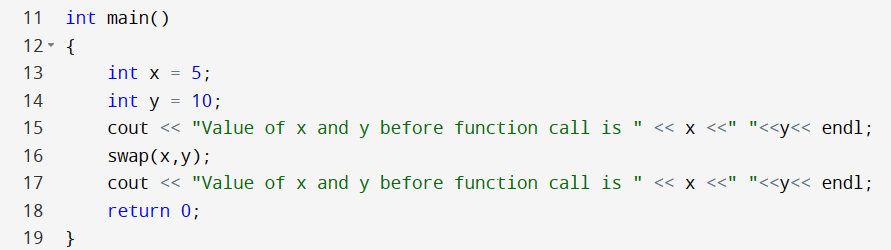 11 int main()
12 {
13 int x = 5;
14 int y = 10;
15 cout << "Value of x and y before function call is " << x <<" "<<y<< endl;
16 swap(x,y);
17 cout << "Value of x and y before function call is " << x <<" "<<y<< endl;
18 return 0;
19 }